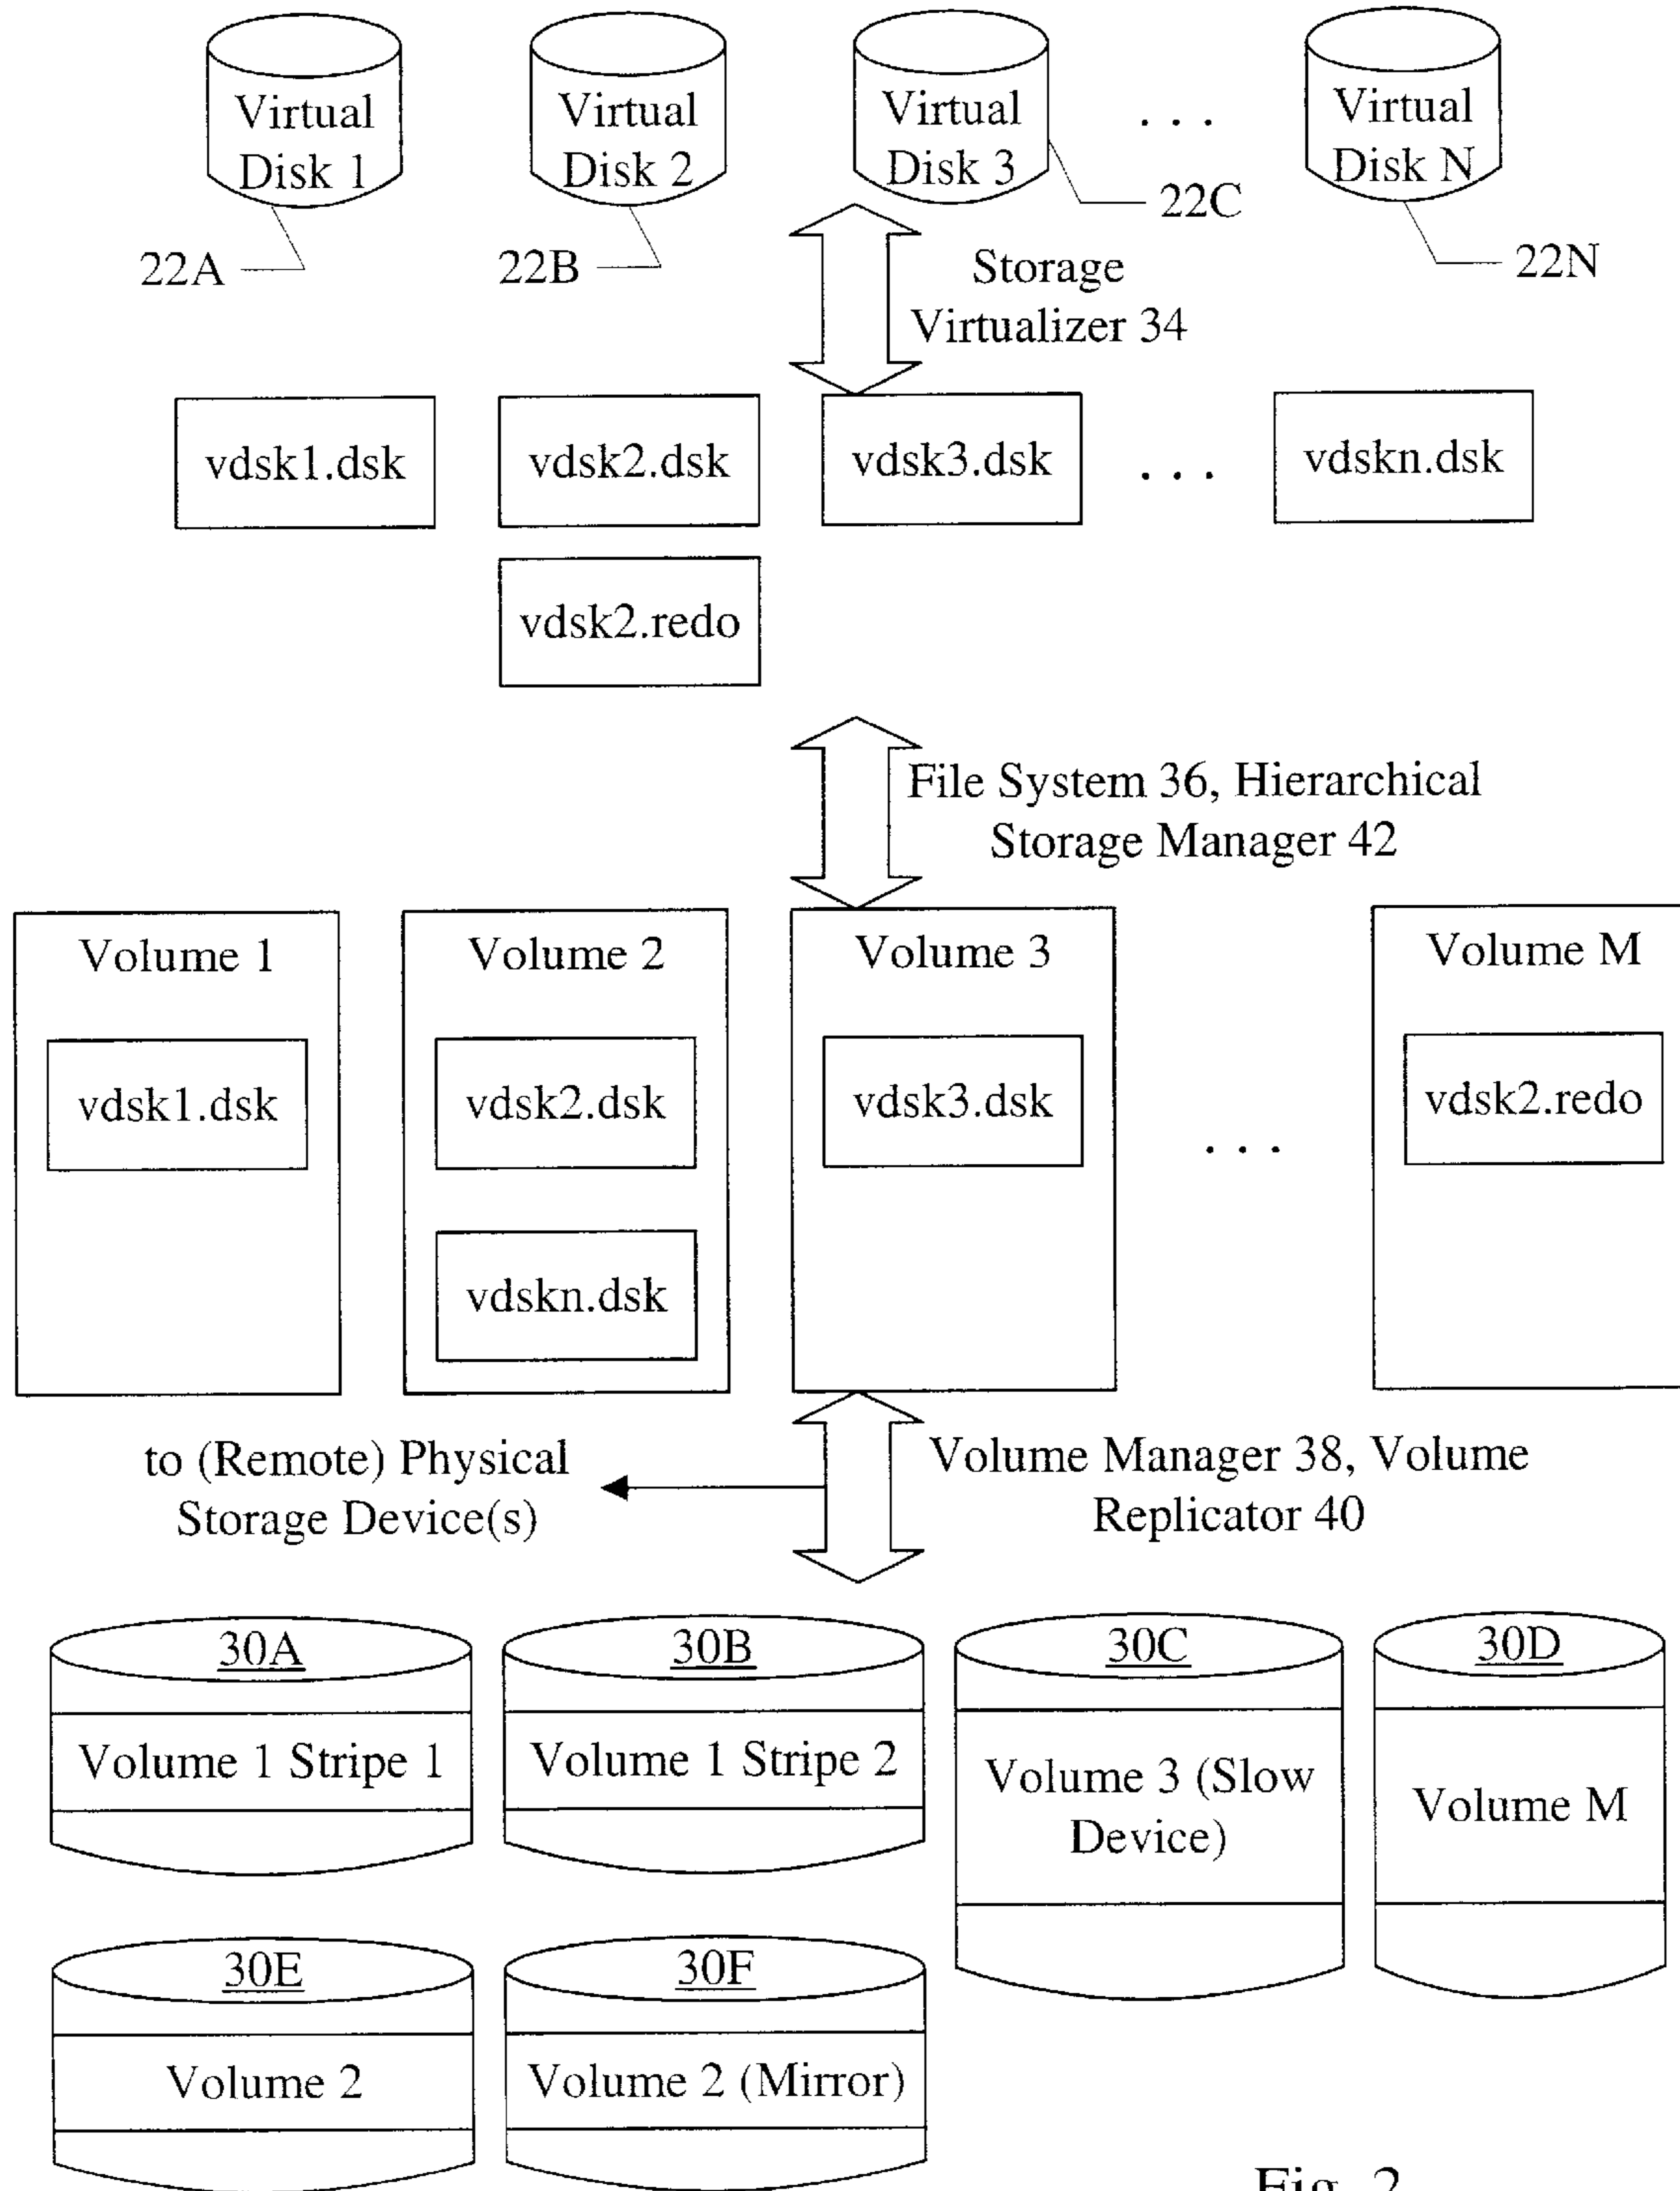 Virtual
Disk 1
Virtual
Disk 2
Virtual
Disk 3
. . .
Virtual
Disk N
22A
22B
22C
22N
Storage
Virtualizer 34
vdsk1.dsk
vdsk2.dsk
vdsk3.dsk
. . .
vdskn.dsk
vdsk2.redo
File System 36, Hierarchical
Storage Manager 42
Volume 1
Volume 2
Volume 3
Volume M
vdsk1.dsk
vdsk2.dsk
vdsk3.dsk
. . .
vdsk2.redo
vdskn.dsk
to (Remote) Physical
Storage Device(s)
Volume Manager 38, Volume
Replicator 40
30A
30B
30C
30D
Volume 1 Stripe 1
Volume 1 Stripe 2
Volume 3 (Slow
Device)
Volume M
30E
30F
Volume 2
Volume 2 (Mirror)
Fig. 2